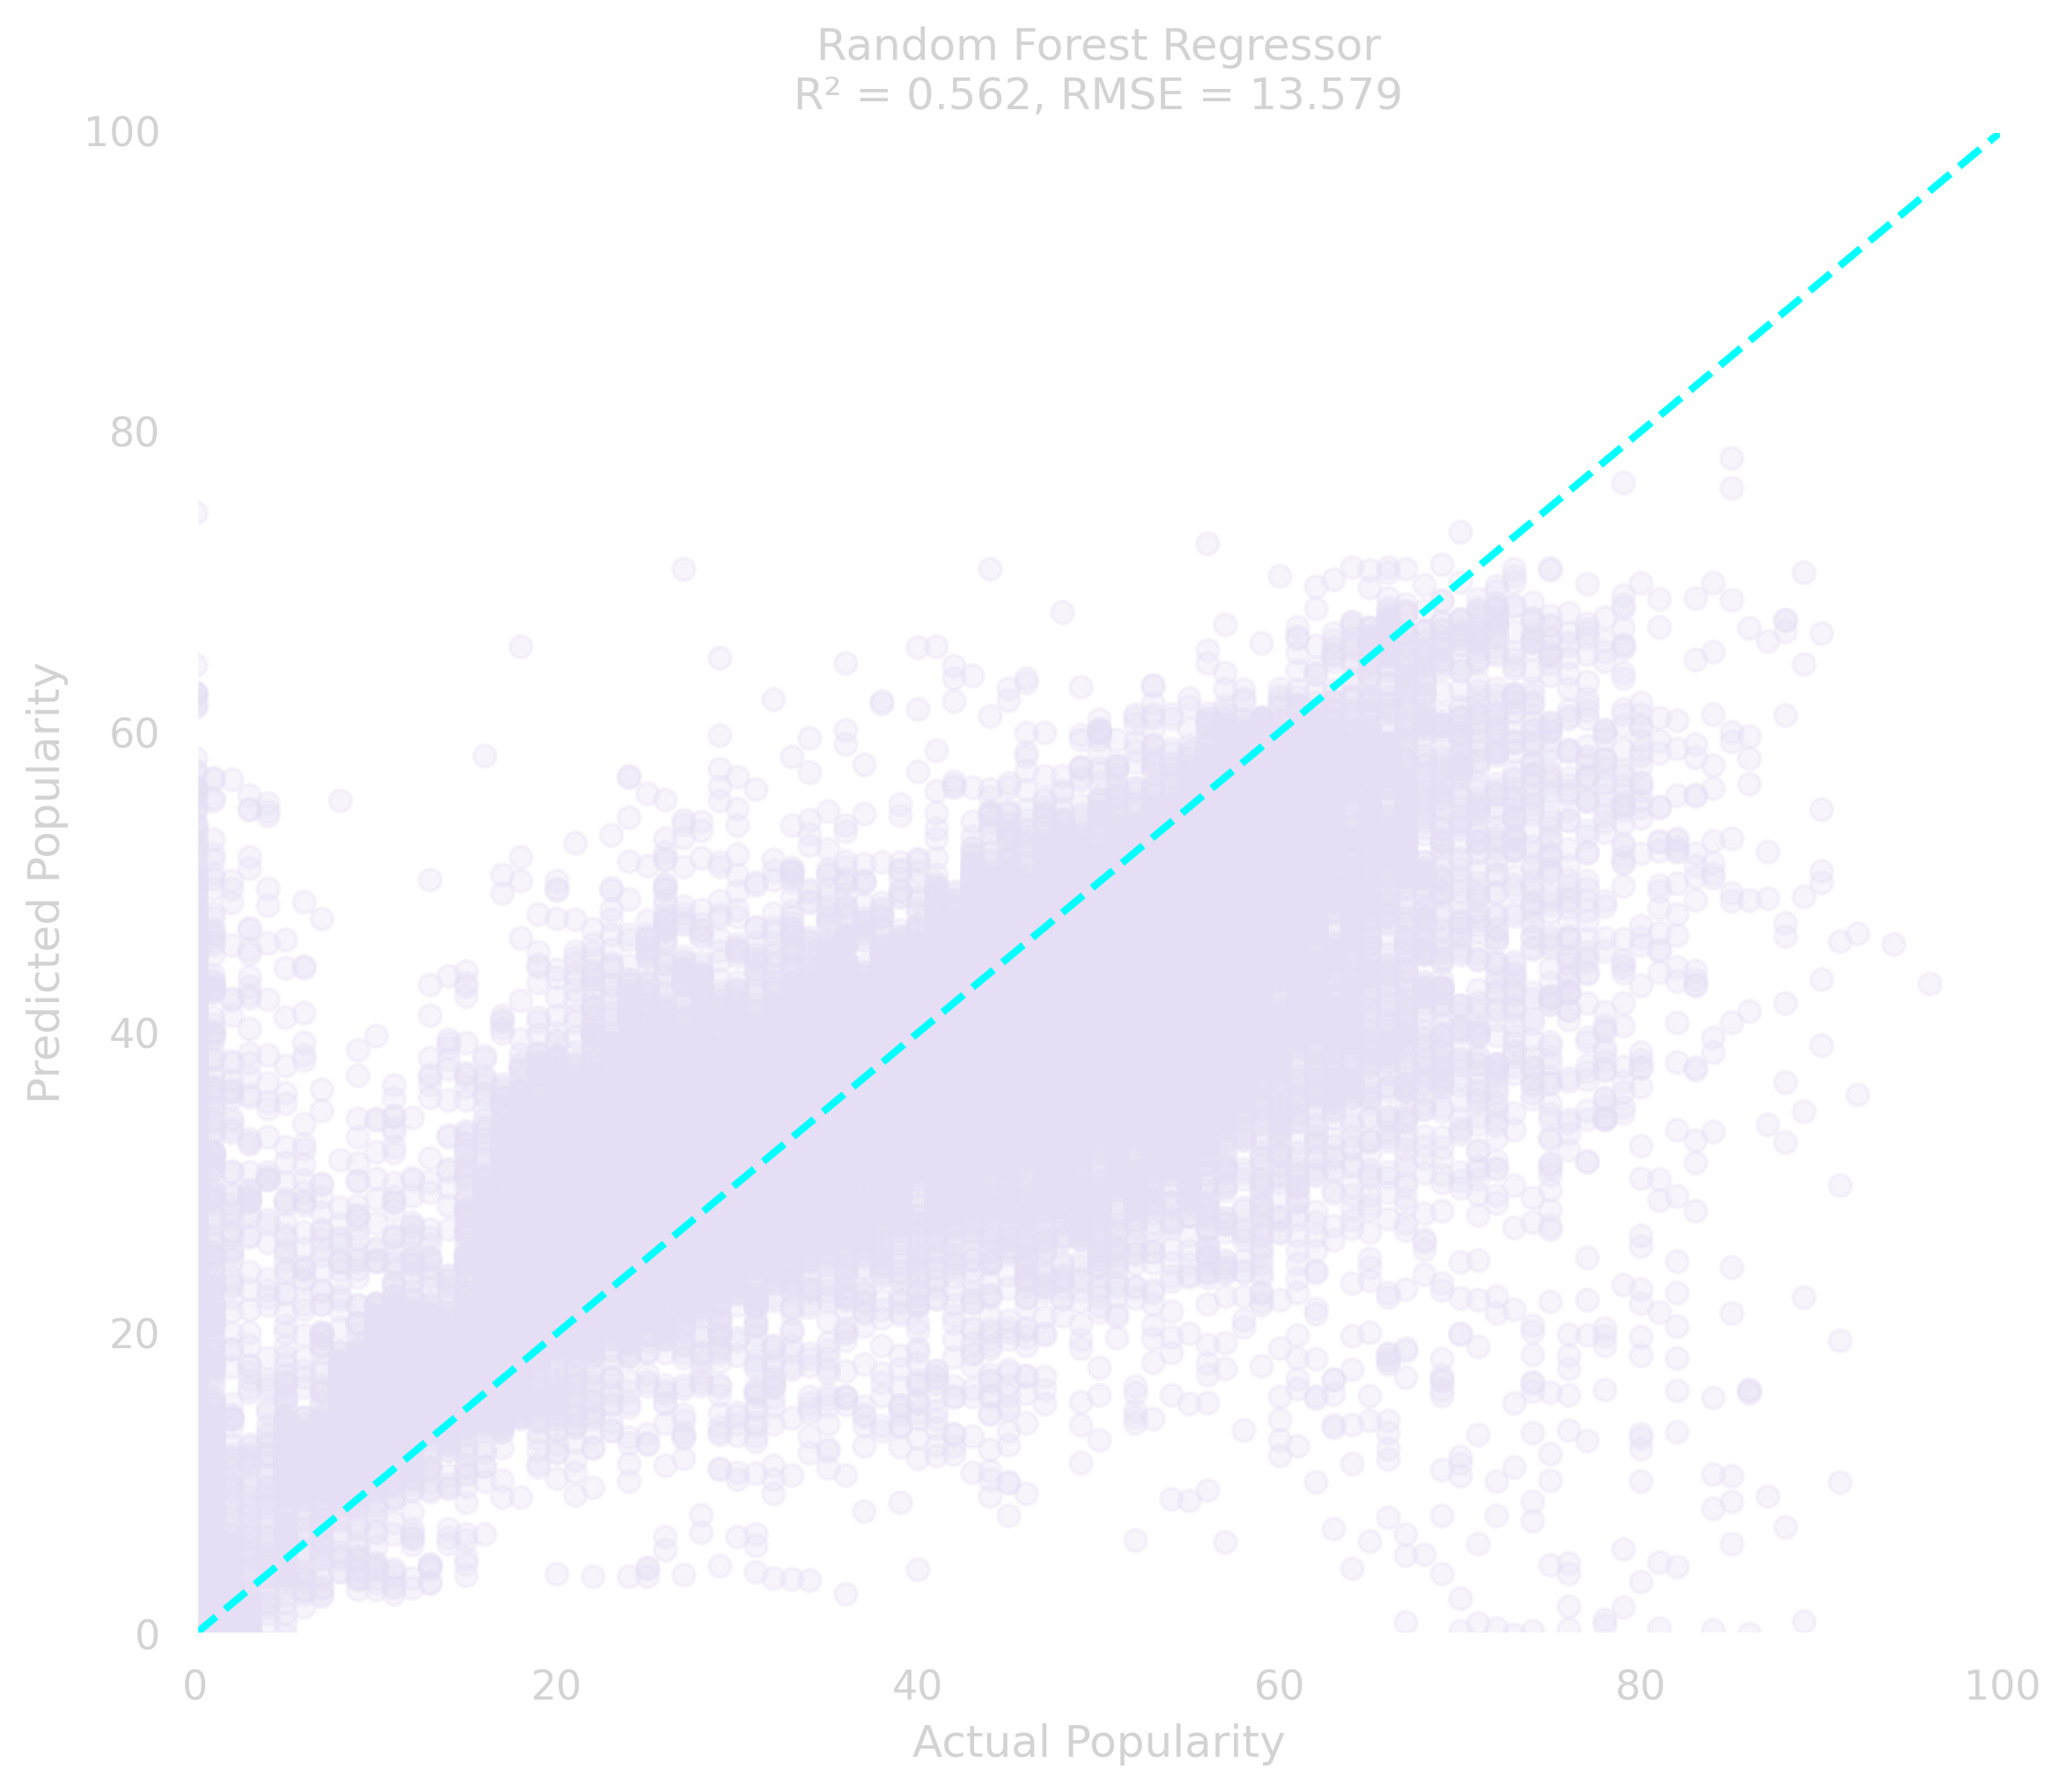 Random Forest Regressor
R² = 0.562, RMSE = 13.579
100
80
60
40
20
0
Predicted Popularity
0 20 40 60 80 100
Actual Popularity